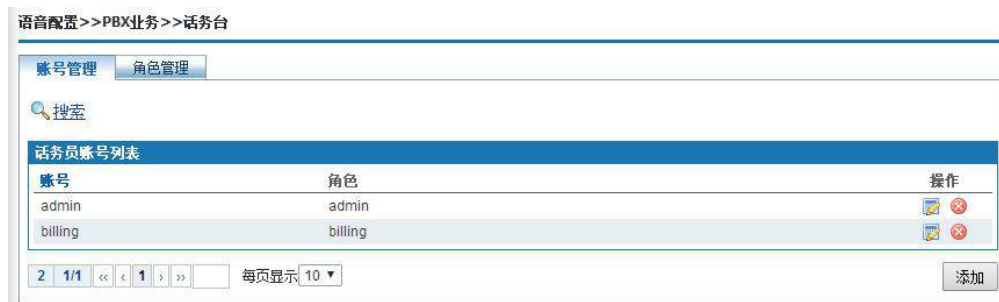 语音配置>>PBX业务>>话务台
账号管理 角色管理
搜索
话务员账号列表
账号 角色 操作
admin admin
billing billing
2 1/1 ‹‹ ‹ 1 › ›› 每页显示 10 ▼ 添加